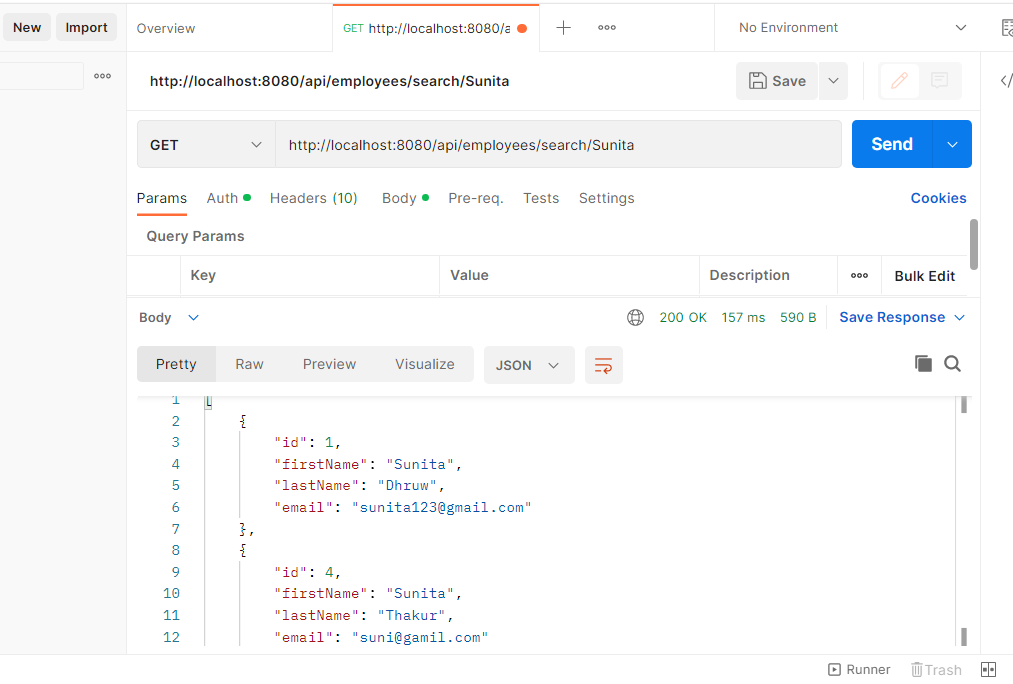 New Import Overview GET http://localhost:8080/a No Environment
http://localhost:8080/api/employees/search/Sunita Save
GET http://localhost:8080/api/employees/search/Sunita Send
Params Auth Headers (10) Body Pre-req. Tests Settings Cookies
Query Params
Key Value Description Bulk Edit
Body 200 OK 157 ms 590 B Save Response
Pretty Raw Preview Visualize JSON
1 [
2 {
3 "id": 1,
4 "firstName": "Sunita",
5 "lastName": "Dhruw",
6 "email": "sunita123@gmail.com"
7 },
8 {
9 "id": 4,
10 "firstName": "Sunita",
11 "lastName": "Thakur",
12 "email": "suni@gamil.com"
Runner Trash